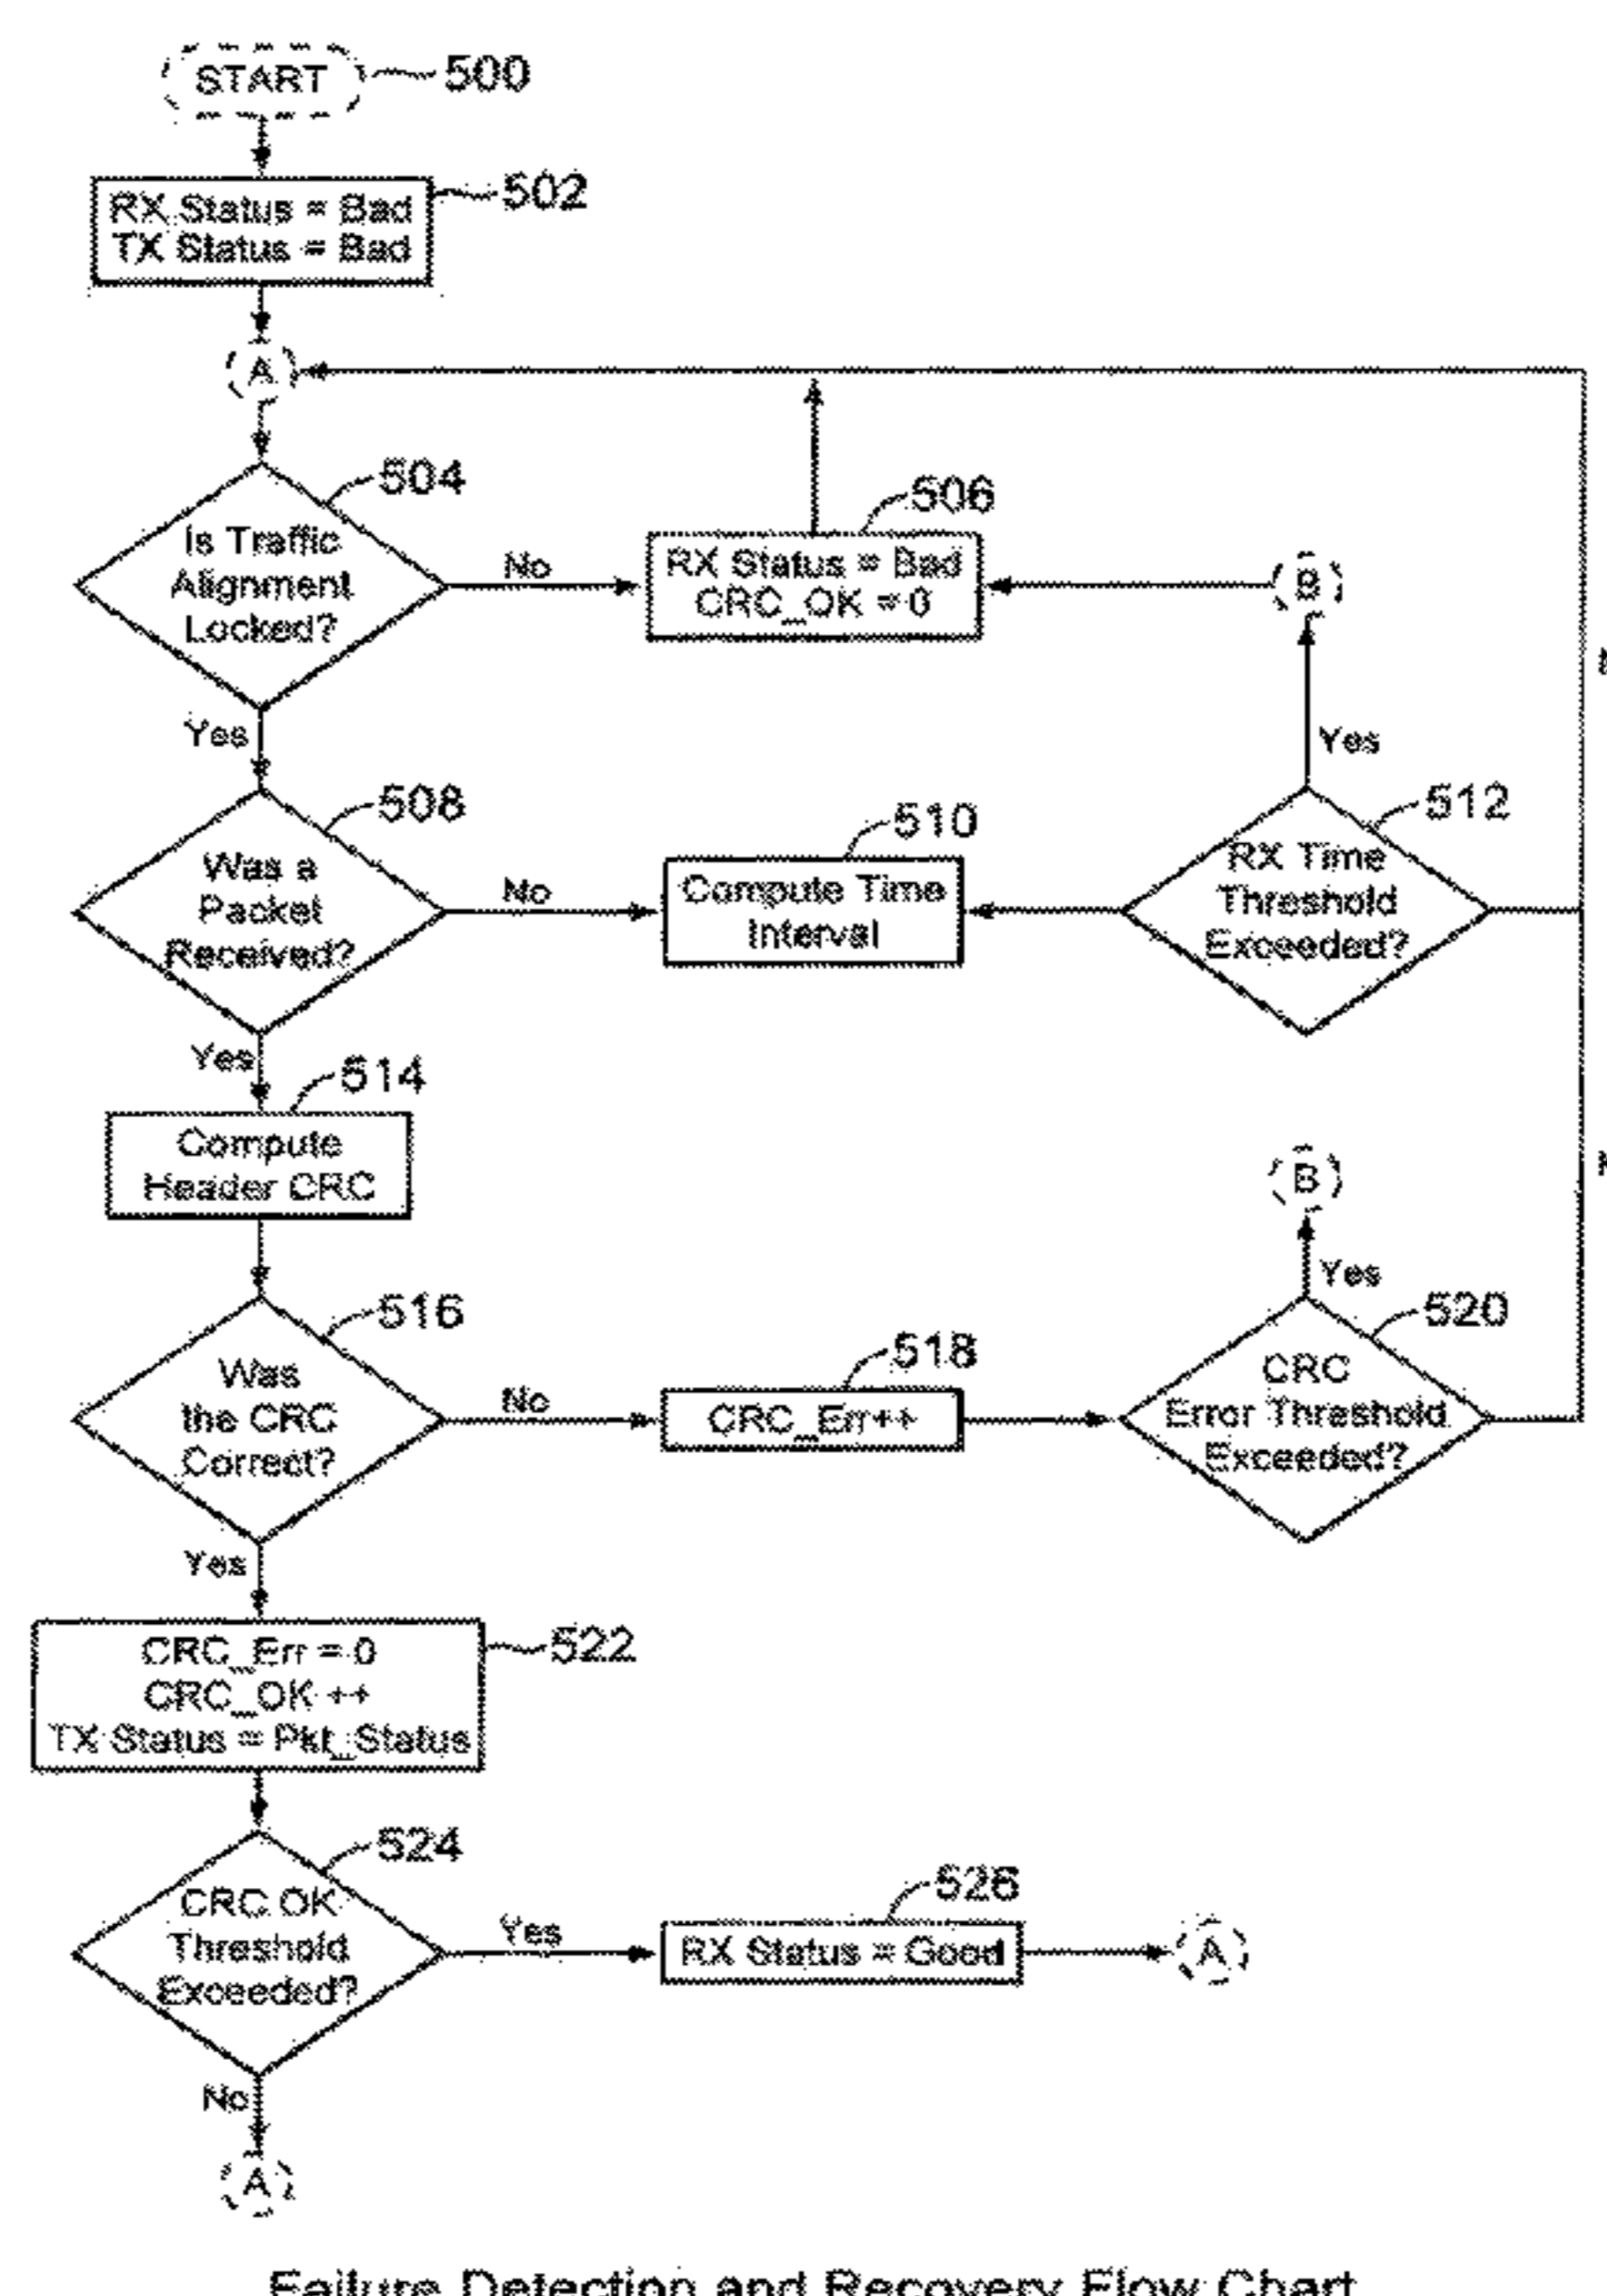 START
500
RX Status = Bad
TX Status = Bad
502
A
504
Is Traffic
Alignment
Locked?
No
506
RX Status = Bad
CRC_OK = 0
B
Yes
508
Was a
Packet
Received?
No
510
Compute Time
Interval
Yes
512
RX Time
Threshold
Exceeded?
Yes
514
Compute
Header CRC
B
516
Was
the CRC
Correct?
No
518
CRC_Err++
Yes
520
CRC
Error Threshold
Exceeded?
Yes
CRC_Err = 0
CRC_OK ++
TX Status = Pkt_Status
522
524
CRC OK
Threshold
Exceeded?
Yes
526
RX Status = Good
A
No
A
Failure Detection and Recovery Flow Chart